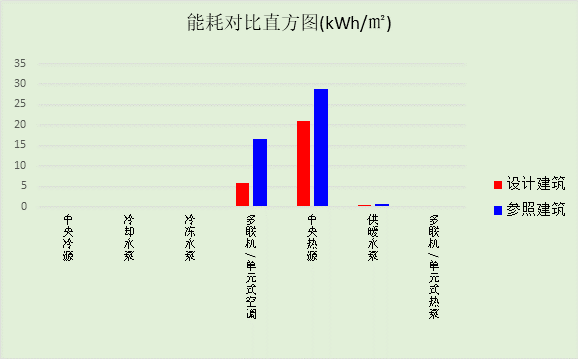 能耗对比直方图(kWh/㎡)
35
30
25
20
15
10
5
0
中央冷源
冷却水泵
冷冻水泵
多联机/单元式空调
中央热源
供暖水泵
多联机/单元式热泵
设计建筑
参照建筑